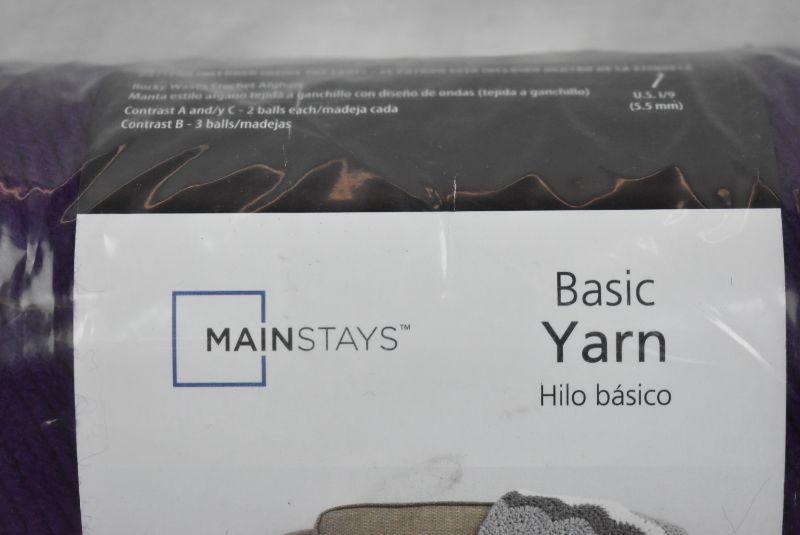 Rocky Waves Crochet Afghan
Manta estilo afgano tejida a ganchillo con diseño de ondas (tejida a ganchillo)
Contrast A and/y C - 2 balls each/madeja cada
Contrast B - 3 balls/madejas
U.S. I/9
(5.5 mm)
MAINSTAYS™
Basic
Yarn
Hilo básico